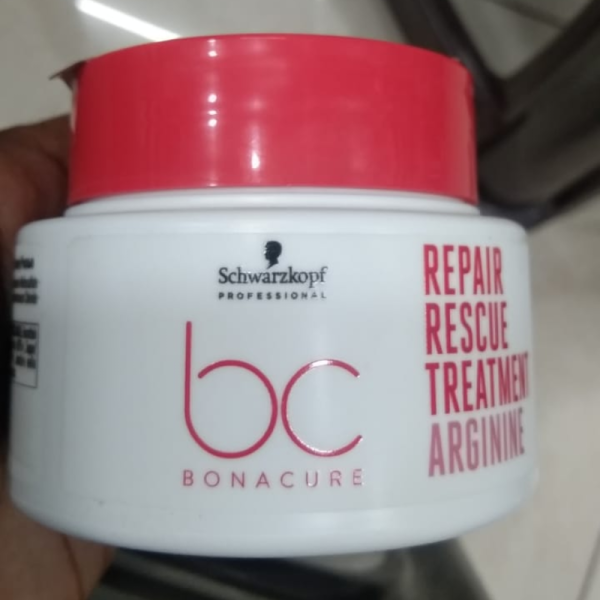 Schwarzkopf
PROFESSIONAL
bc
BONACURE
REPAIR
RESCUE
TREATMENT
ARGININE